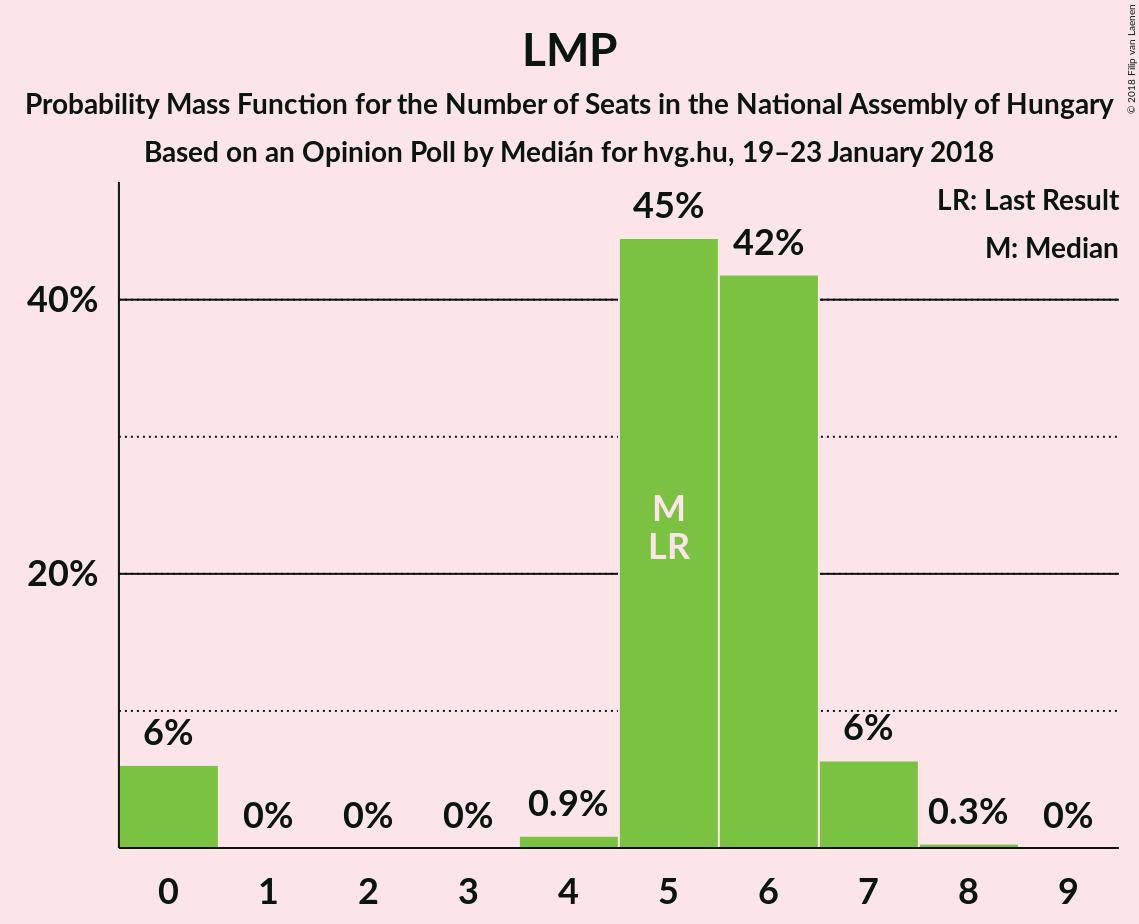 LMP
Probability Mass Function for the Number of Seats in the National Assembly of Hungary
Based on an Opinion Poll by Medián for hvg.hu, 19–23 January 2018
© 2018 Filip van Laenen
LR: Last Result
M: Median
45%
42%
40%
M
LR
20%
6%
0%
0%
0%
0.9%
6%
0.3%
0%
0 1 2 3 4 5 6 7 8 9